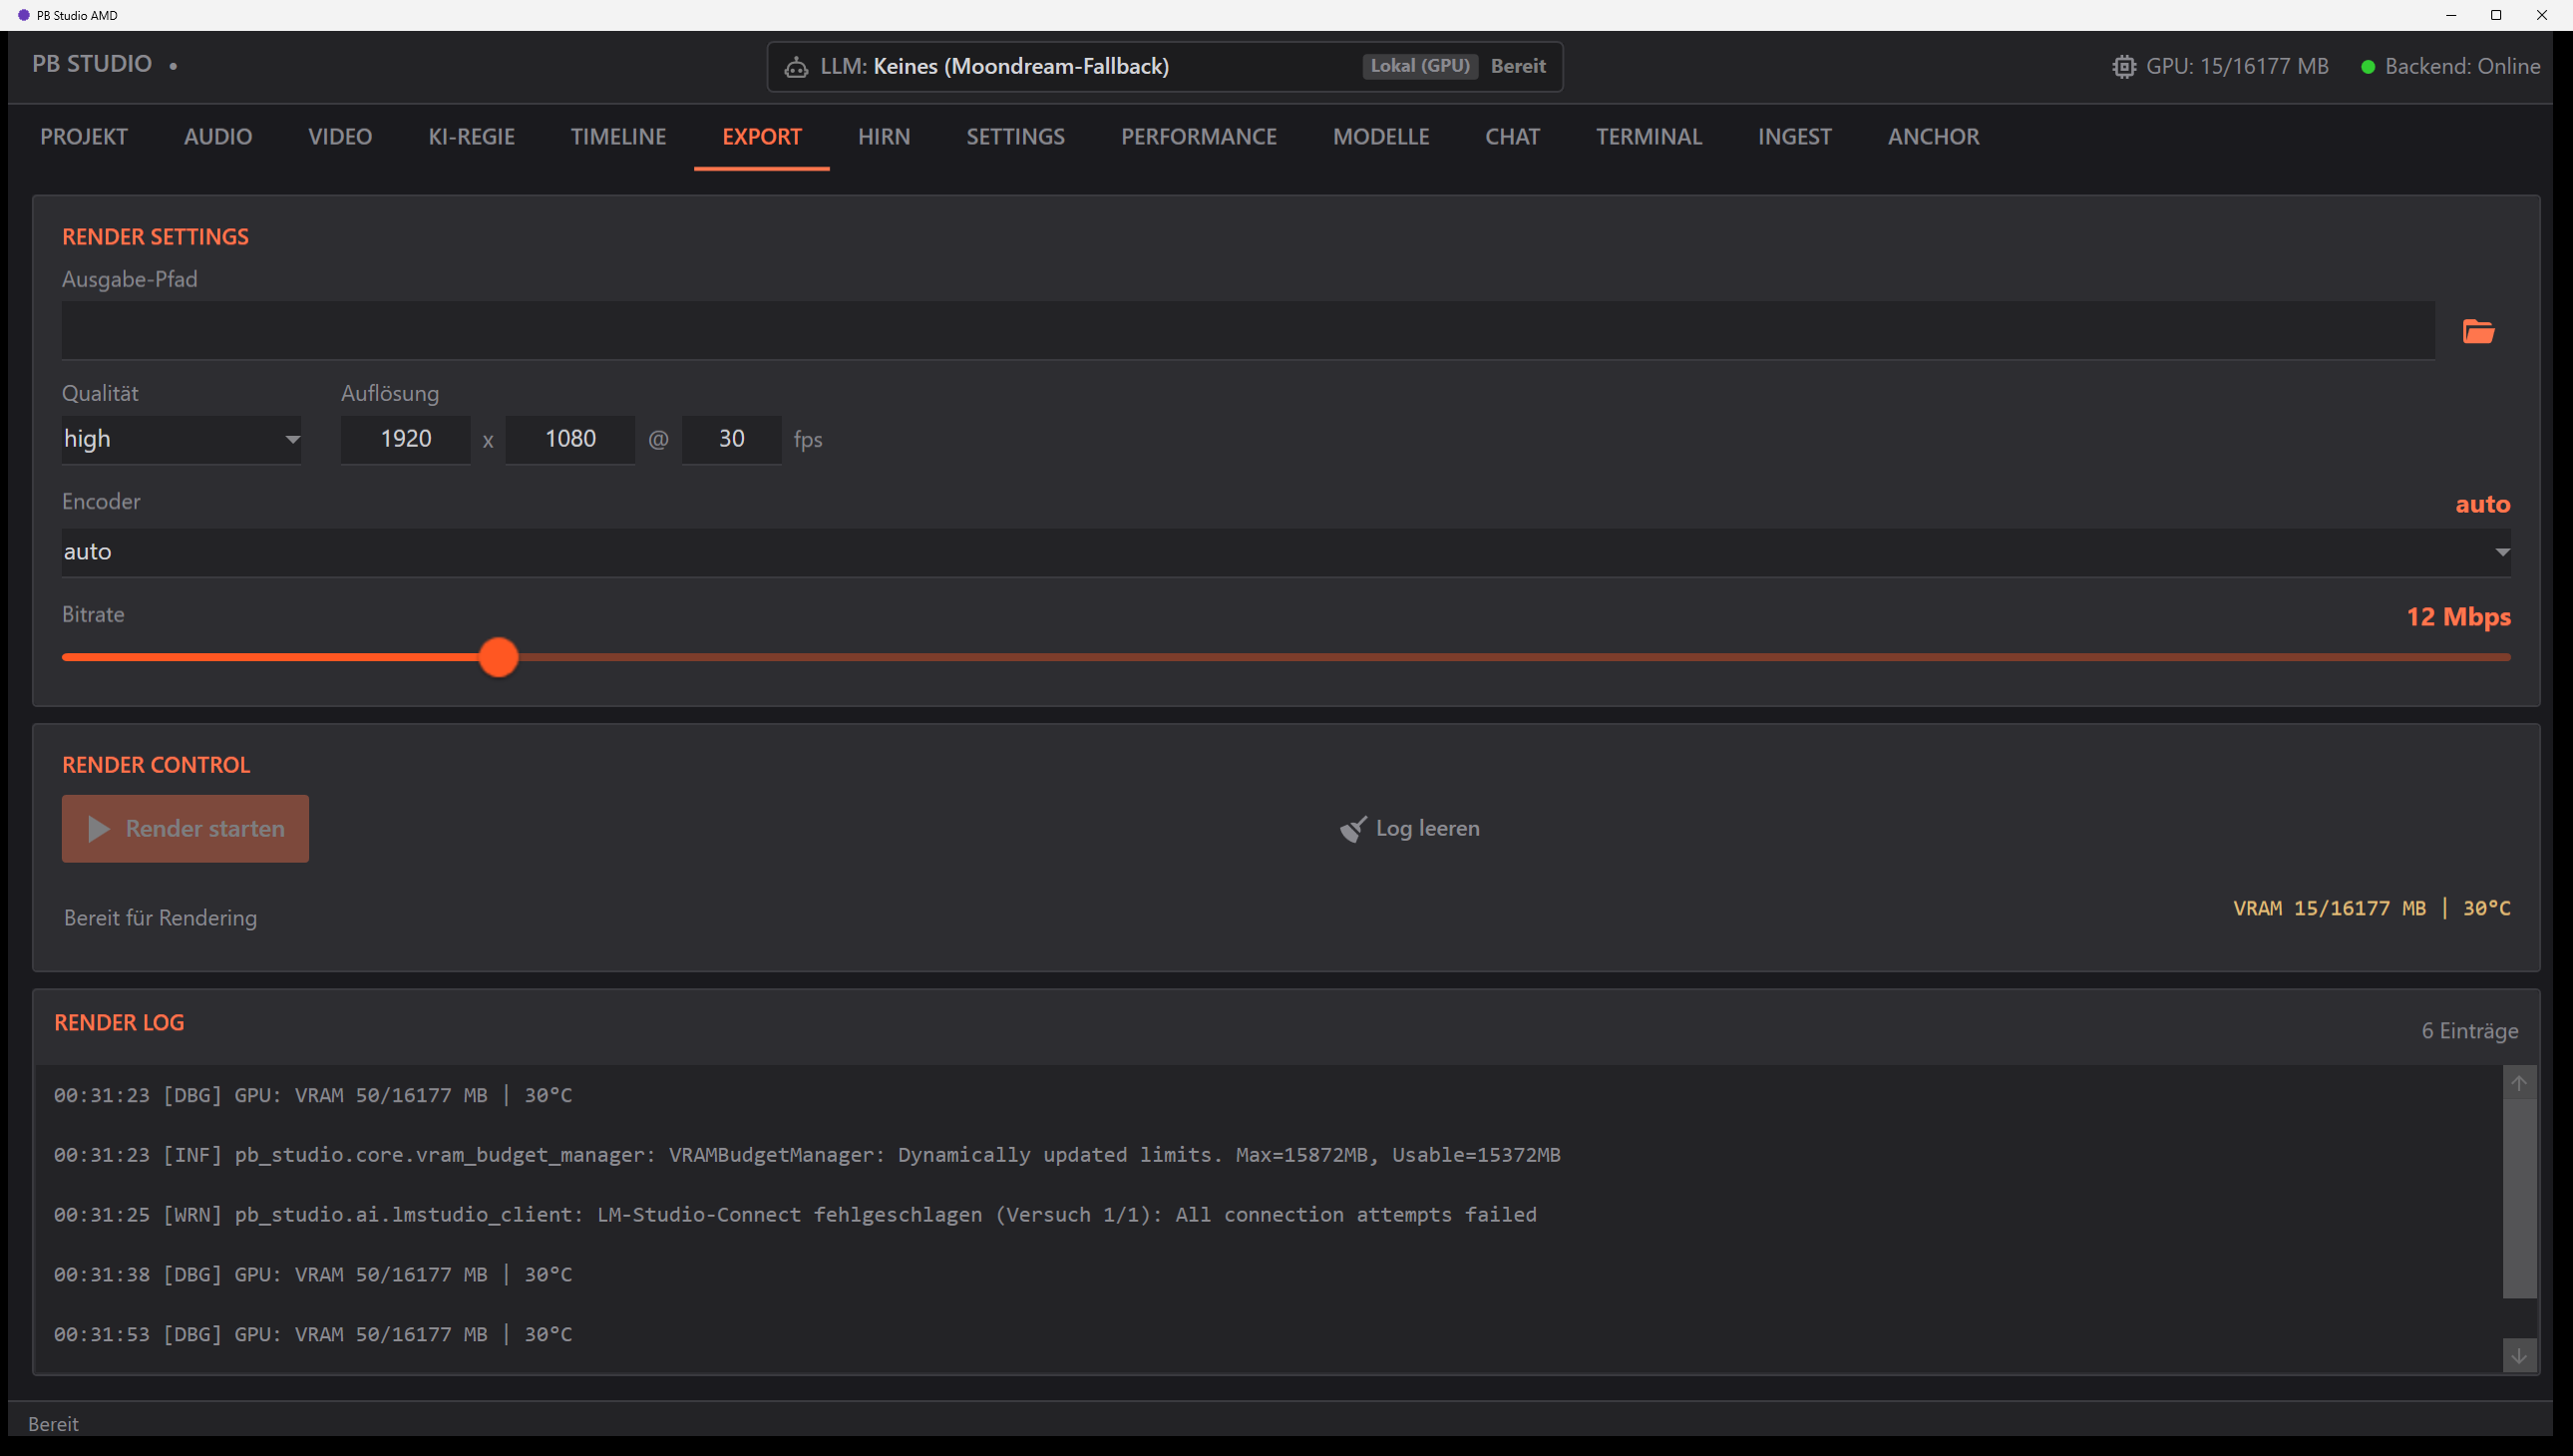 PB Studio AMD
PB STUDIO •
LLM: Keines (Moondream-Fallback) Lokal (GPU) Bereit
GPU: 15/16177 MB Backend: Online
PROJEKT AUDIO VIDEO KI-REGIE TIMELINE EXPORT HIRN SETTINGS PERFORMANCE MODELLE CHAT TERMINAL INGEST ANCHOR
RENDER SETTINGS
Ausgabe-Pfad
Qualität Auflösung
high 1920 x 1080 @ 30 fps
Encoder auto
auto
Bitrate 12 Mbps
RENDER CONTROL
Render starten Log leeren
Bereit für Rendering VRAM 15/16177 MB | 30°C
RENDER LOG 6 Einträge
00:31:23 [DBG] GPU: VRAM 50/16177 MB | 30°C
00:31:23 [INF] pb_studio.core.vram_budget_manager: VRAMBudgetManager: Dynamically updated limits. Max=15872MB, Usable=15372MB
00:31:25 [WRN] pb_studio.ai.lmstudio_client: LM-Studio-Connect fehlgeschlagen (Versuch 1/1): All connection attempts failed
00:31:38 [DBG] GPU: VRAM 50/16177 MB | 30°C
00:31:53 [DBG] GPU: VRAM 50/16177 MB | 30°C
Bereit